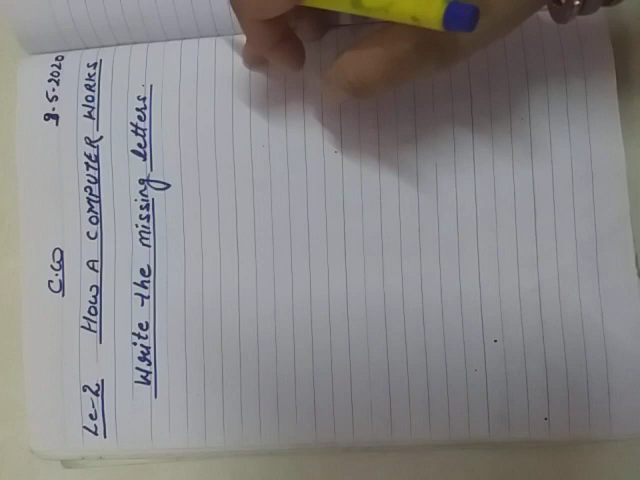 C.W
8.5.2020
Le-2 HOW A COMPUTER WORKS
Write the missing letters.